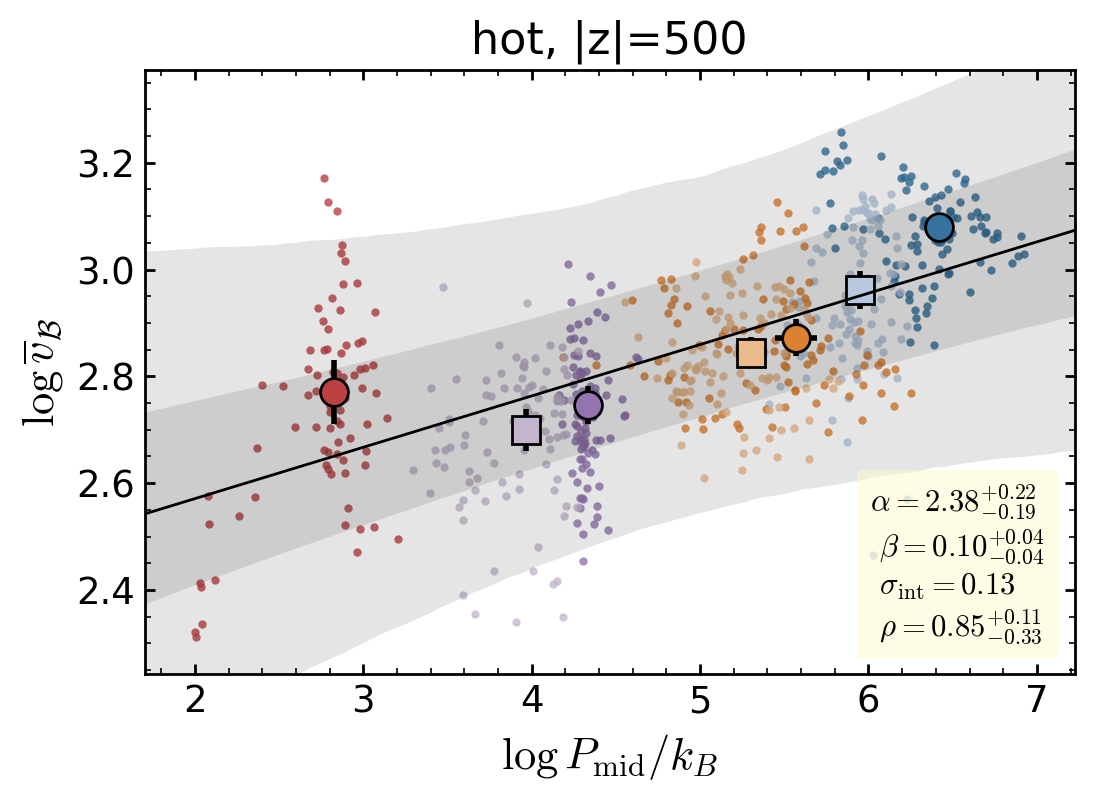 hot, |z|=500
3.2
3.0
2.8
2.6
2.4
log v̅_ℬ
α = 2.38^{+0.22}_{−0.19}
β = 0.10^{+0.04}_{−0.04}
σ_int = 0.13
ρ = 0.85^{+0.11}_{−0.33}
2 3 4 5 6 7
log P_mid/k_B